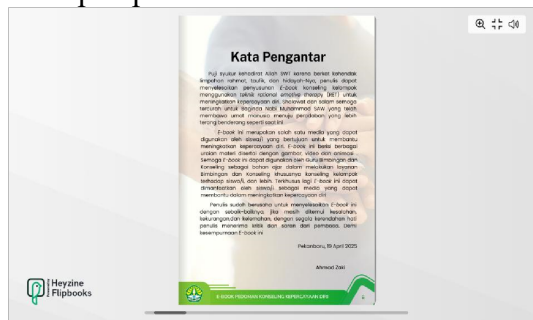 Kata Pengantar
Puji syukur kehadirat Allah SWT karena berkat kehendak
limpahan rahmat, taufik, dan hidayah-Nya, penulis dapat
menyelesaikan penyusunan E-book konseling kelompok
menggunakan teknik rational emotive therapy (RET) untuk
meningkatkan kepercayaan diri. Sholawat dan salam semoga
tercurah untuk Baginda Nabi Muhammad SAW yang telah
membawa umat manusia menuju peradaban yang lebih
terang benderang seperti saat ini.
E-book ini merupakan salah satu media yang dapat
digunakan oleh siswa/i yang bertujuan untuk membantu
meningkatkan kepercayaan diri. E-book ini berisi berbagai
uraian materi disertai dengan gambar, video dan animasi.
Semoga E-book ini dapat digunakan oleh Guru Bimbingan dan
Konseling sebagai bahan ajar dalam melakukan layanan
Bimbingan dan Konseling khususnya konseling kelompok
terhadap siswa/i, dan lebih. Terkhusus lagi E-book ini dapat
dimanfaatkan oleh siswa/i sebagai media yang dapat
membantu dalam meningkatkan kepercayaan diri.
Penulis sudah berusaha untuk menyelesaikan E-book ini
dengan sebaik-baiknya, jika masih ditemui kesalahan,
kekurangan,dan kelemahan, dengan segala kerendahan hati
penulis menerima kritik dan saran dari pembaca. Demi
kesempurnaan E-book ini
Pekanbaru, 19 April 2025
Ahmad Zaki
Heyzine
Flipbooks
E-BOOK PEDOMAN KONSELING KEPERCAYAAN DIRI